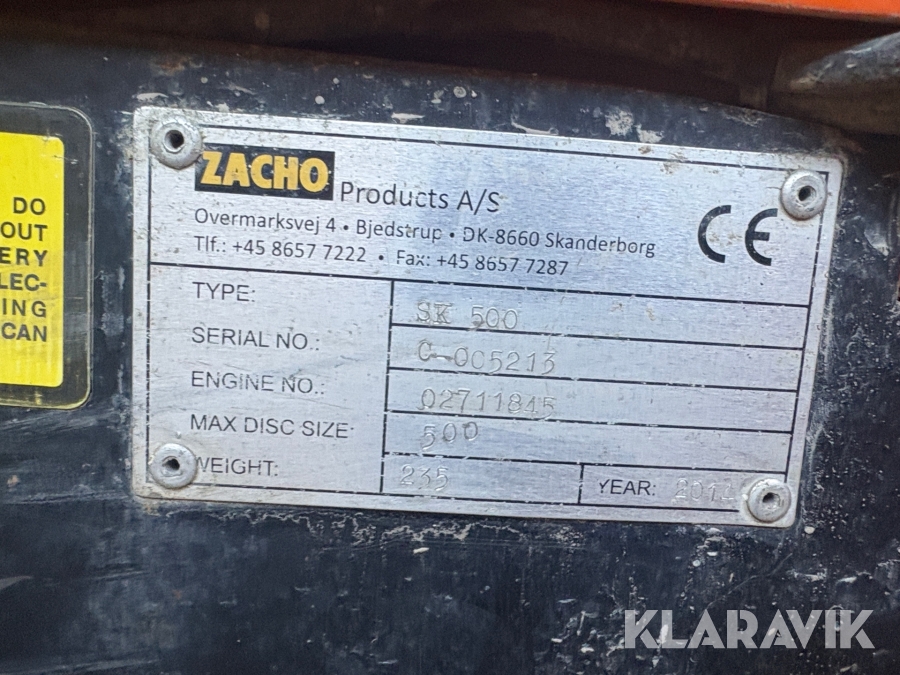 DO
OUT
ERY
LEC-
ING
CAN
ZACHO Products A/S
Overmarksvej 4 • Bjedstrup • DK-8660 Skanderborg
Tlf.: +45 8657 7222 • Fax: +45 8657 7287
CE
TYPE: SK 500
SERIAL NO.: C-005213
ENGINE NO.: 02711845
MAX DISC SIZE: 500
WEIGHT: 235 YEAR:
KLARAVIK